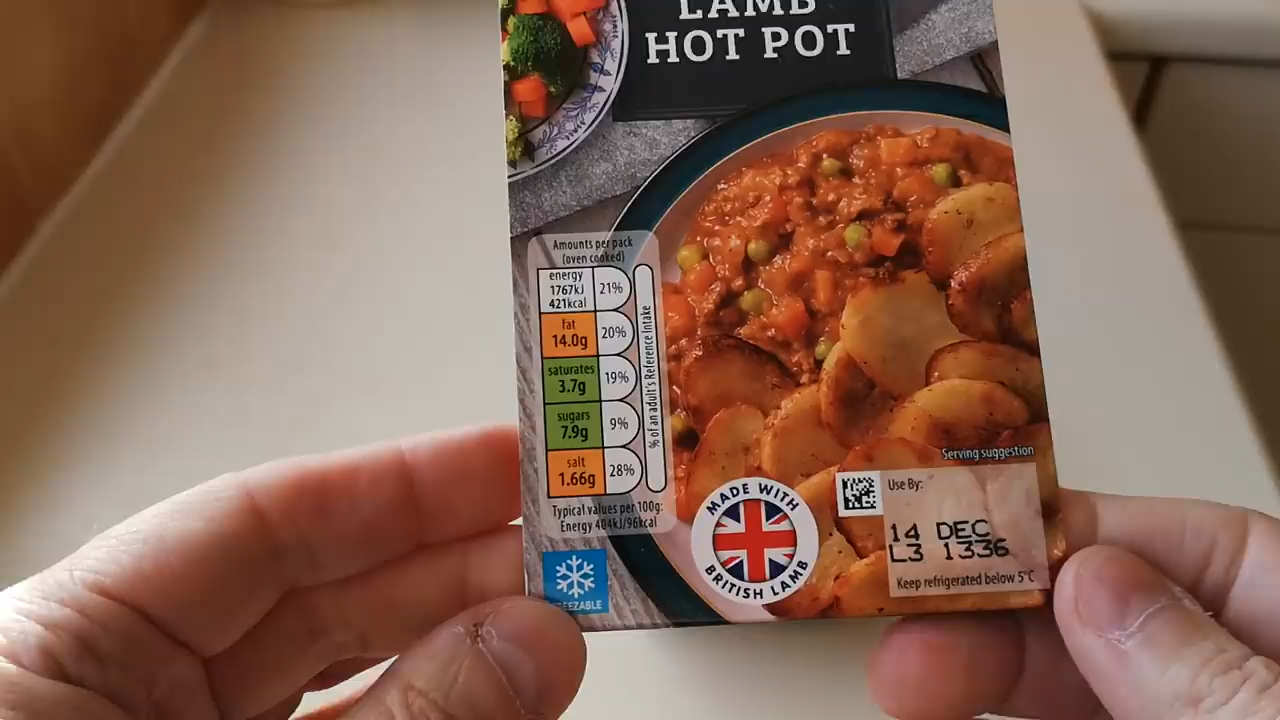 LAMB
HOT POT
Amounts per pack
(oven cooked)
energy
1767kJ
421kcal
21%
fat
14.0g
20%
saturates
3.7g
19%
sugars
7.9g
9%
salt
1.66g
28%
% of an adult's Reference Intake
Typical values per 100g:
Energy 404kJ/96kcal
EEZABLE
MADE WITH
BRITISH LAMB
Serving suggestion
Use By:
14 DEC
L3 1336
Keep refrigerated below 5°C